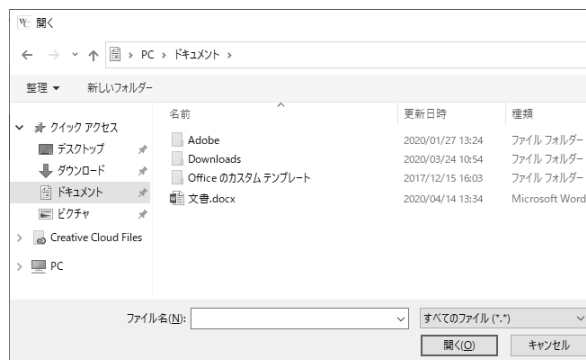 開く
PC › ドキュメント ›
整理 ▼ 新しいフォルダー
名前 更新日時 種類
クイック アクセス
デスクトップ
ダウンロード
ドキュメント
ピクチャ
Creative Cloud Files
PC
Adobe 2020/01/27 13:24 ファイル フォルダー
Downloads 2020/03/24 10:54 ファイル フォルダー
Office のカスタム テンプレート 2017/12/15 16:03 ファイル フォルダー
文書.docx 2020/04/14 13:34 Microsoft Word
ファイル名(N): すべてのファイル (*.*)
開く(O) キャンセル